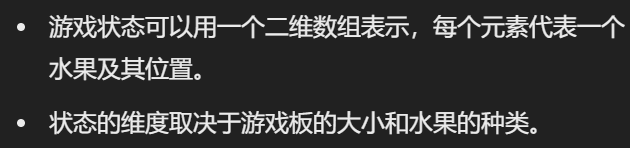 • 游戏状态可以用一个二维数组表示，每个元素代表一个
水果及其位置。
• 状态的维度取决于游戏板的大小和水果的种类。